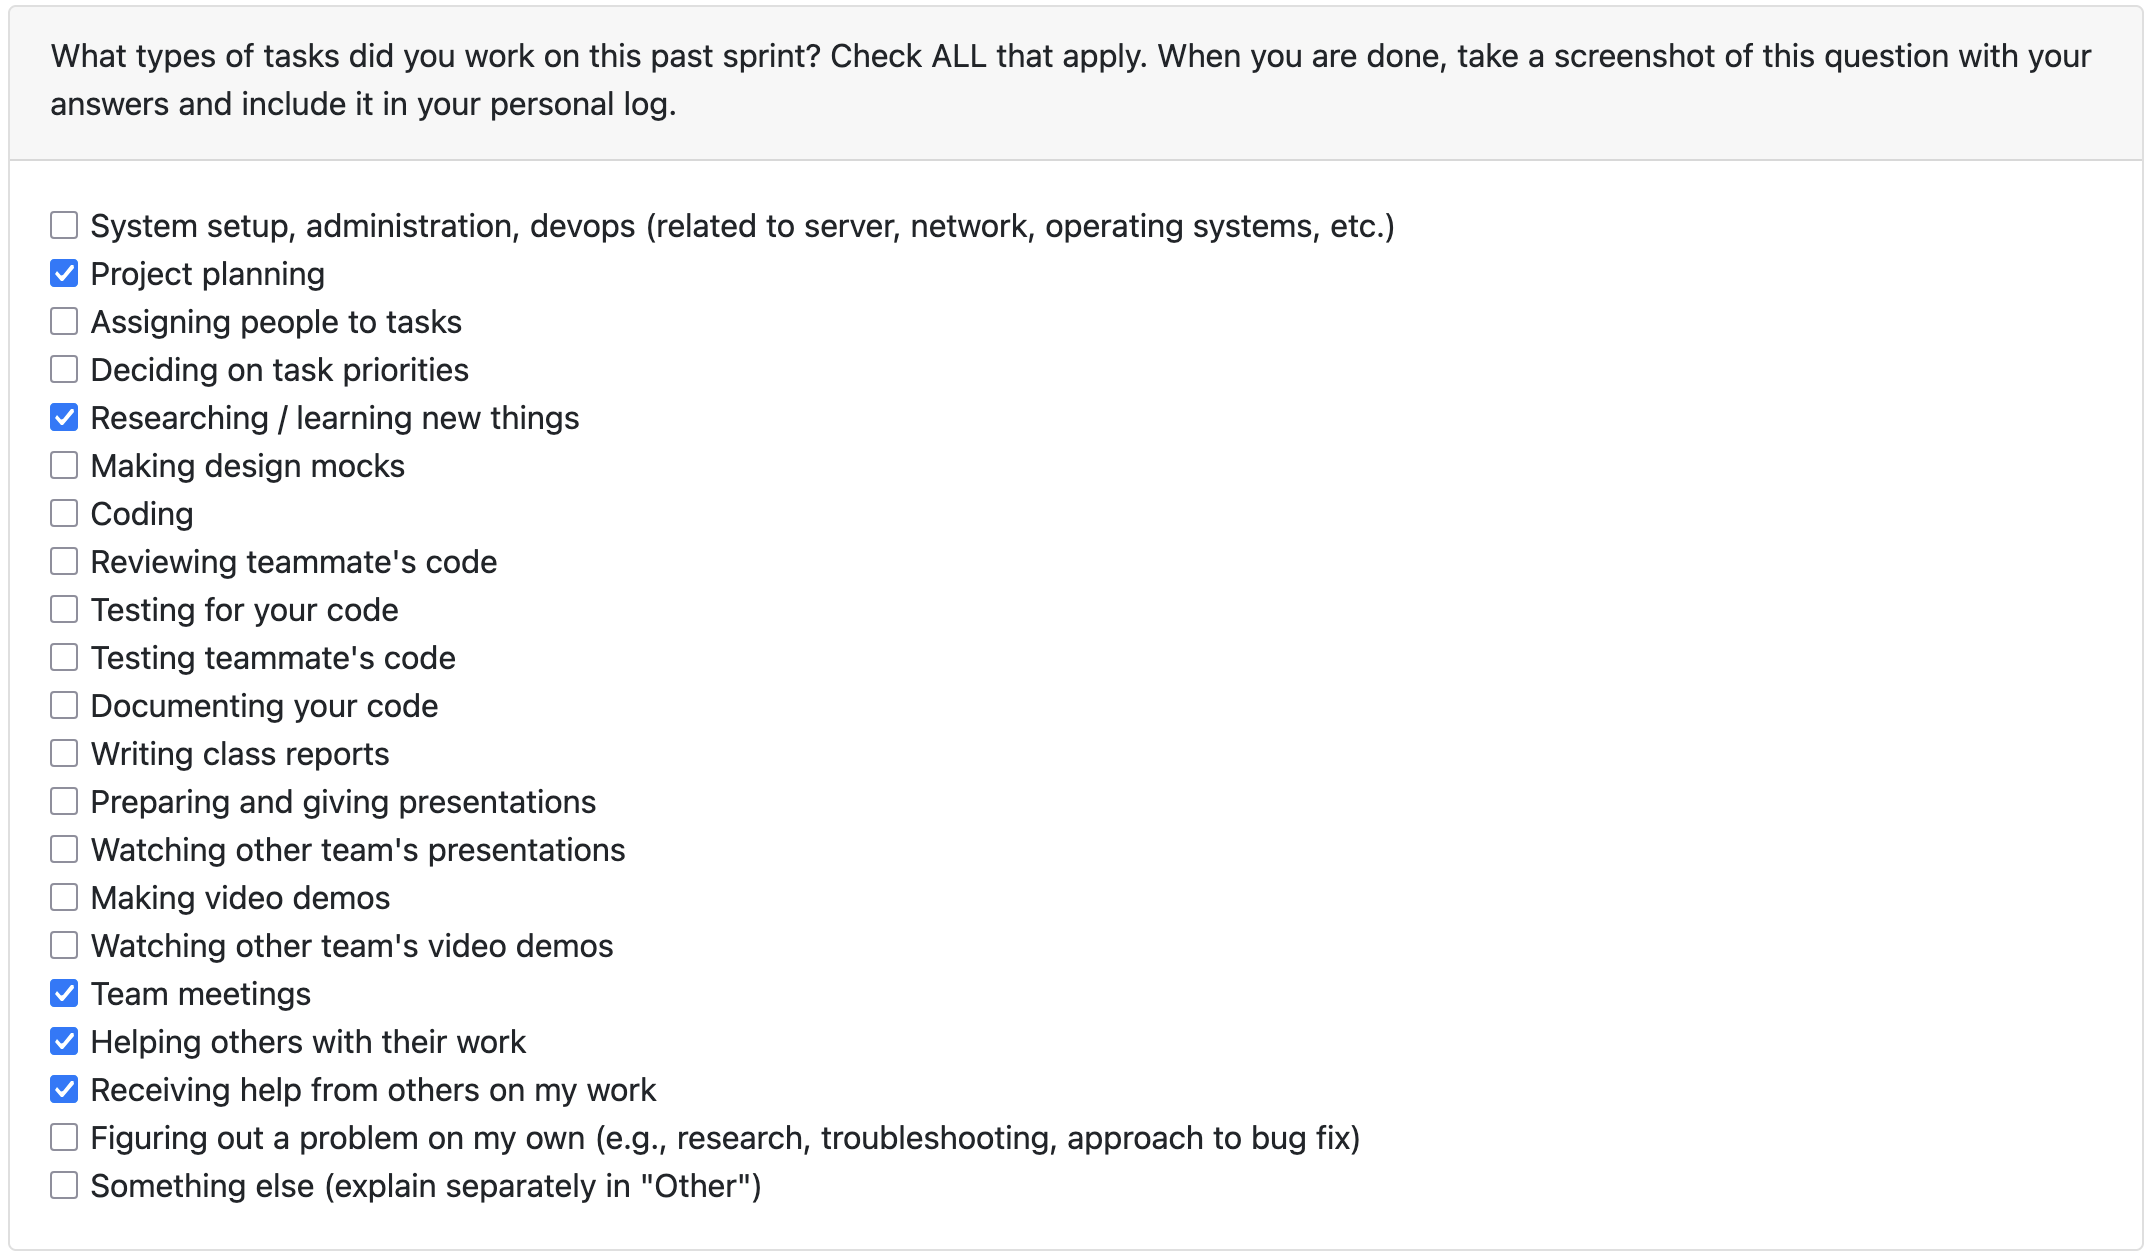 What types of tasks did you work on this past sprint? Check ALL that apply. When you are done, take a screenshot of this question with your
answers and include it in your personal log.
System setup, administration, devops (related to server, network, operating systems, etc.)
Project planning
Assigning people to tasks
Deciding on task priorities
Researching / learning new things
Making design mocks
Coding
Reviewing teammate's code
Testing for your code
Testing teammate's code
Documenting your code
Writing class reports
Preparing and giving presentations
Watching other team's presentations
Making video demos
Watching other team's video demos
Team meetings
Helping others with their work
Receiving help from others on my work
Figuring out a problem on my own (e.g., research, troubleshooting, approach to bug fix)
Something else (explain separately in "Other")